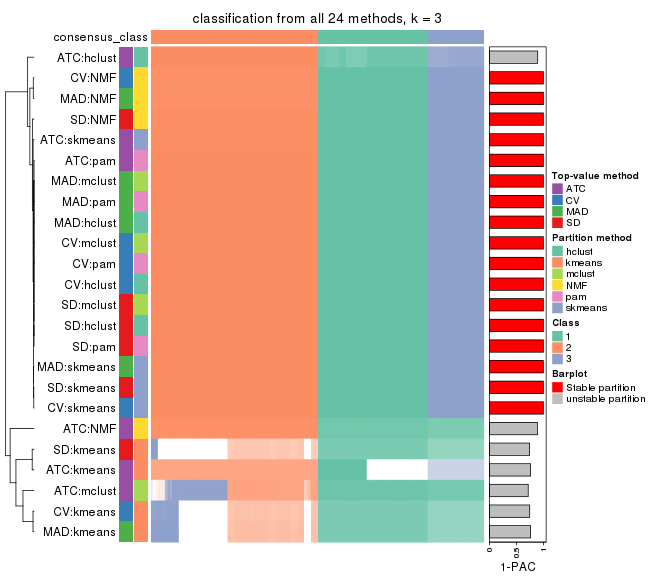 classification from all 24 methods, k = 3
consensus_class
ATC:hclust
CV:NMF
MAD:NMF
SD:NMF
ATC:skmeans
ATC:pam
MAD:mclust
MAD:pam
MAD:hclust
CV:mclust
CV:pam
CV:hclust
SD:mclust
SD:hclust
SD:pam
MAD:skmeans
SD:skmeans
CV:skmeans
ATC:NMF
SD:kmeans
ATC:kmeans
ATC:mclust
CV:kmeans
MAD:kmeans
0
0.5
1
1-PAC
Top-value method
ATC
CV
MAD
SD
Partition method
hclust
kmeans
mclust
NMF
pam
skmeans
Class
1
2
3
Barplot
Stable partition
unstable partition